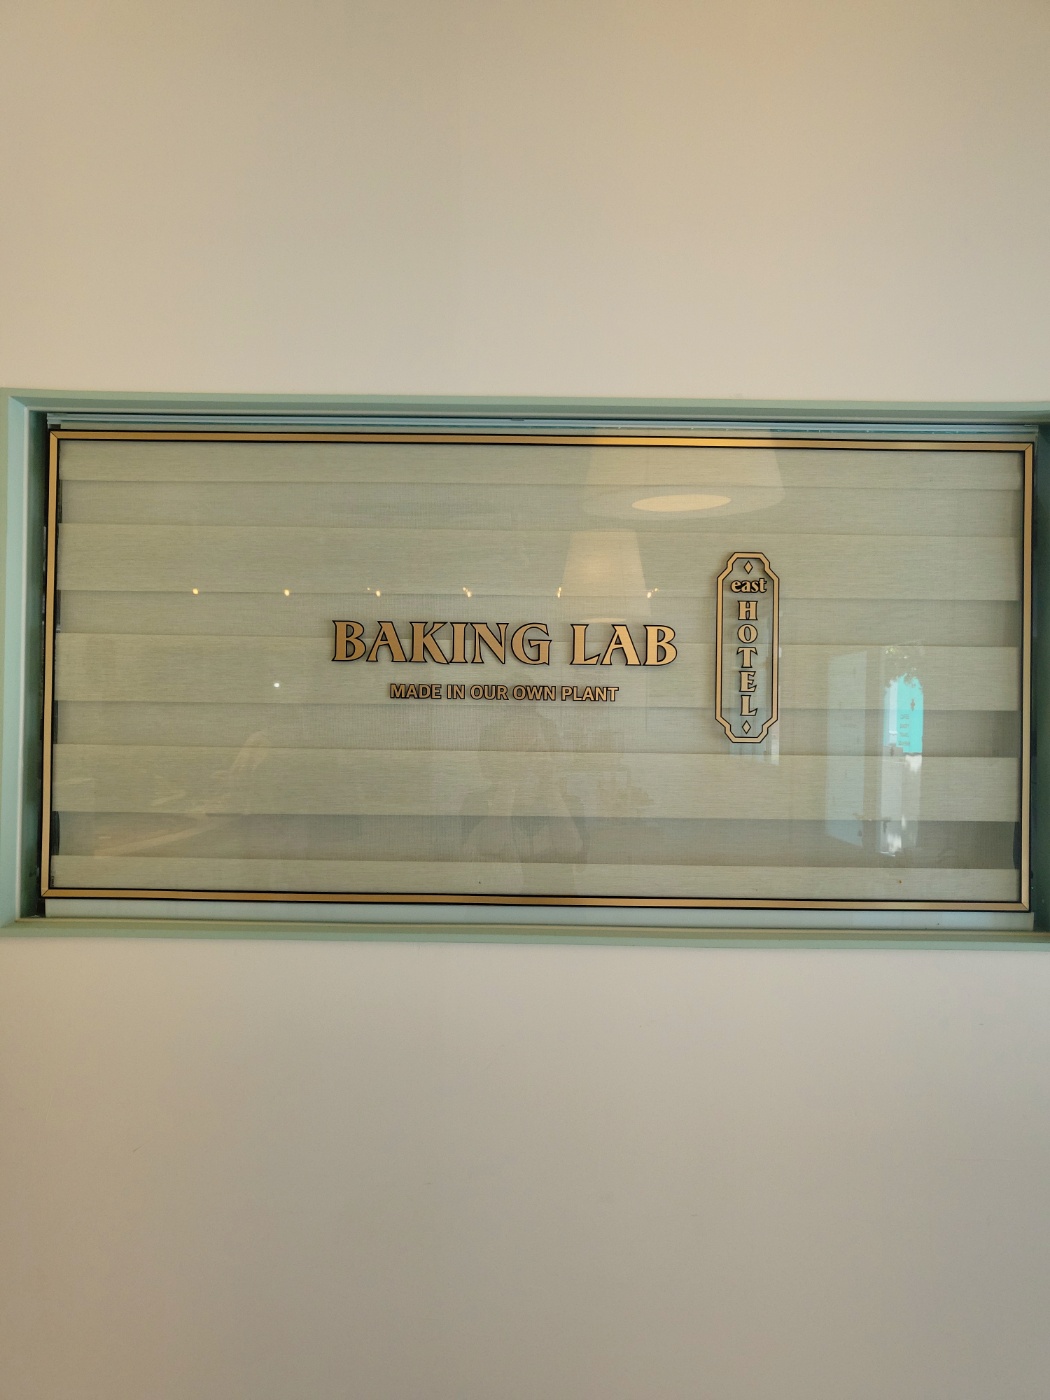 BAKING LAB
MADE IN OUR OWN PLANT
east
HOTEL